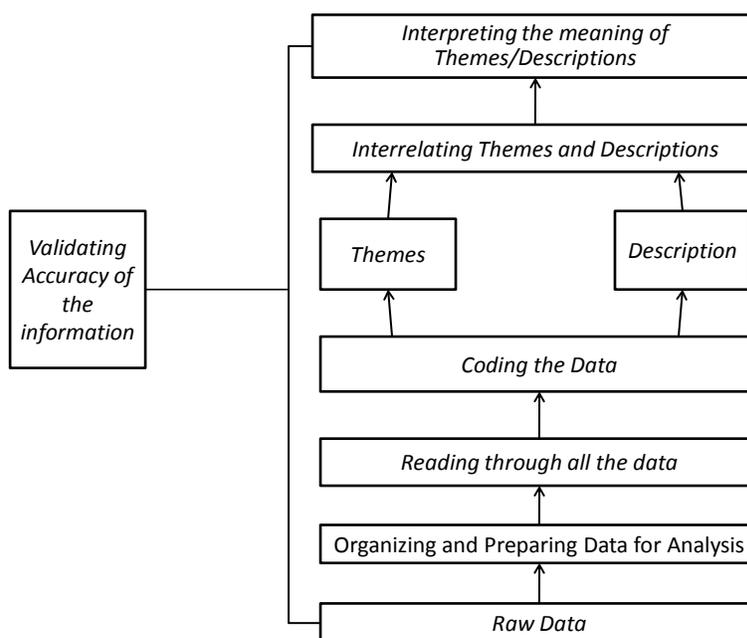 Interpreting the meaning of
Themes/Descriptions
Interrelating Themes and Descriptions
Validating
Accuracy of
the
information
Themes
Description
Coding the Data
Reading through all the data
Organizing and Preparing Data for Analysis
Raw Data